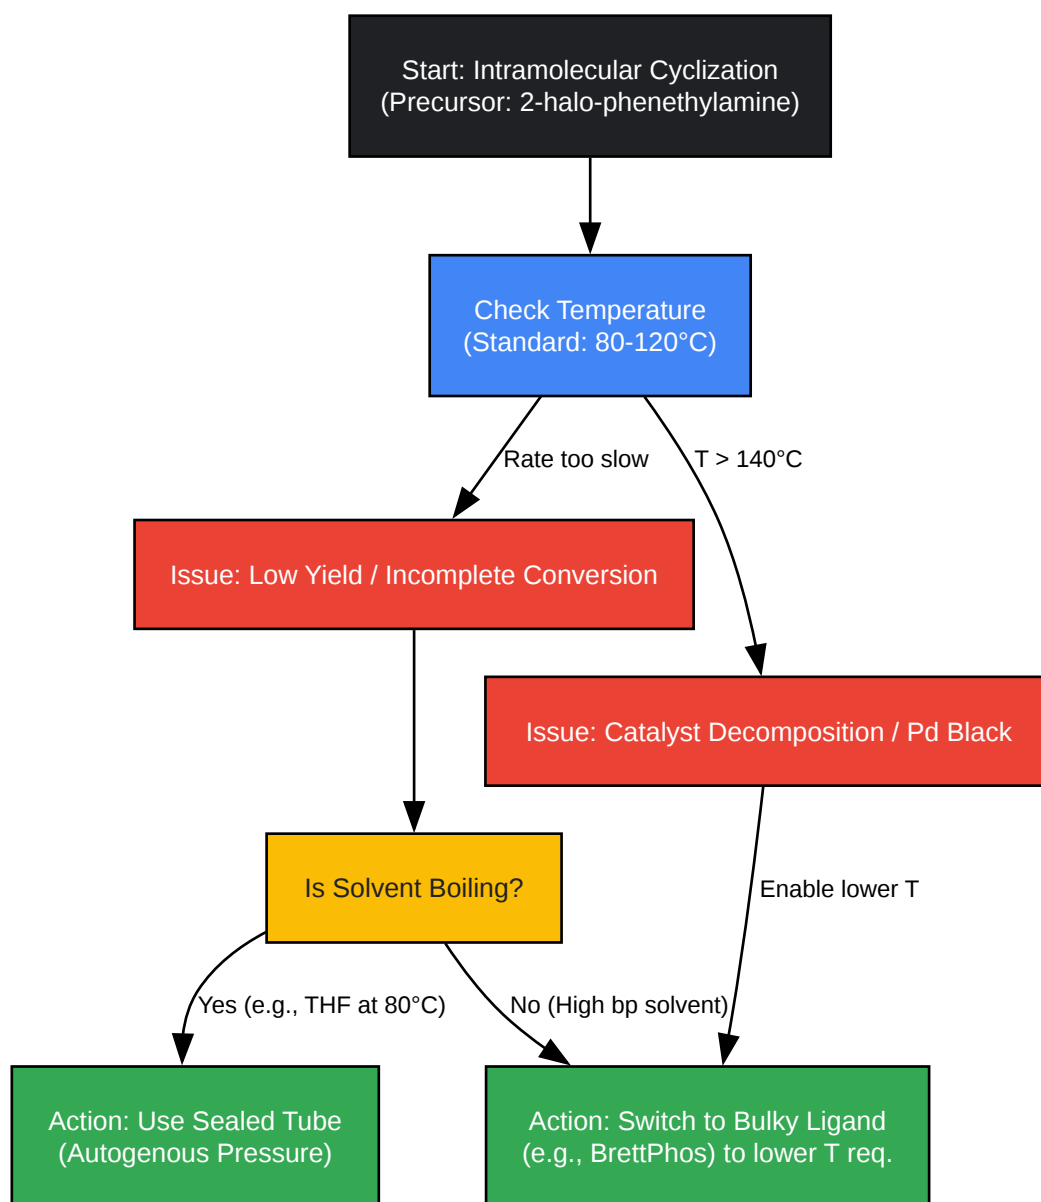 Start: Intramolecular Cyclization
(Precursor: 2-halo-phenethylamine)
Check Temperature
(Standard: 80-120°C)
Rate too slow
T > 140°C
Issue: Low Yield / Incomplete Conversion
Issue: Catalyst Decomposition / Pd Black
Is Solvent Boiling?
Enable lower T
Yes (e.g., THF at 80°C)
No (High bp solvent)
Action: Use Sealed Tube
(Autogenous Pressure)
Action: Switch to Bulky Ligand
(e.g., BrettPhos) to lower T req.